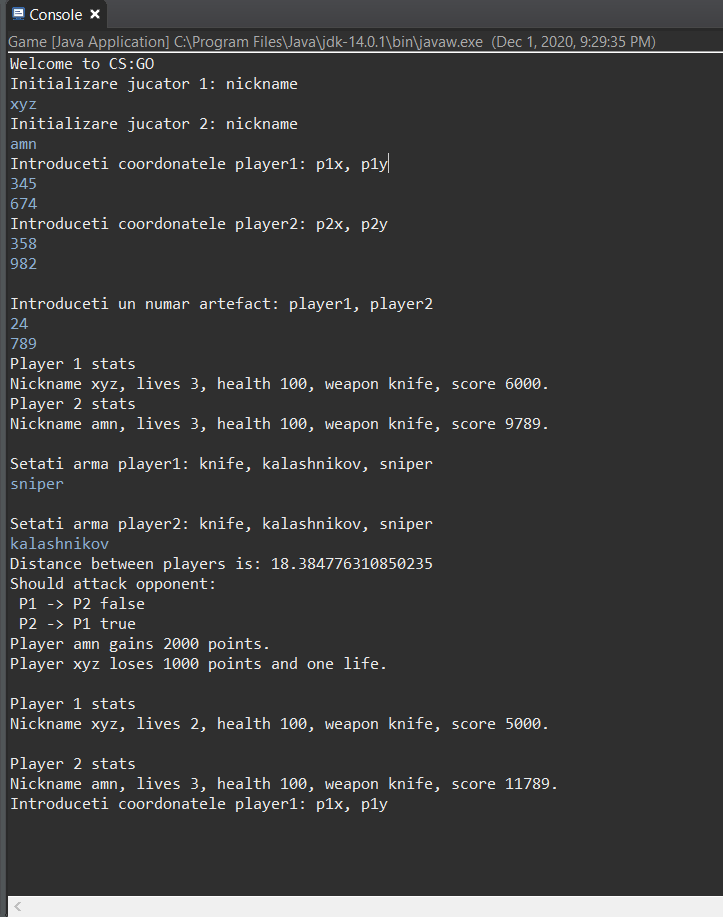 Console
Game [Java Application] C:\Program Files\Java\jdk-14.0.1\bin\javaw.exe (Dec 1, 2020, 9:29:35 PM)
Welcome to CS:GO
Initializare jucator 1: nickname
xyz
Initializare jucator 2: nickname
amn
Introduceti coordonatele player1: p1x, p1y
345
674
Introduceti coordonatele player2: p2x, p2y
358
982
Introduceti un numar artefact: player1, player2
24
789
Player 1 stats
Nickname xyz, lives 3, health 100, weapon knife, score 6000.
Player 2 stats
Nickname amn, lives 3, health 100, weapon knife, score 9789.
Setati arma player1: knife, kalashnikov, sniper
sniper
Setati arma player2: knife, kalashnikov, sniper
kalashnikov
Distance between players is: 18.384776310850235
Should attack opponent:
P1 -> P2 false
P2 -> P1 true
Player amn gains 2000 points.
Player xyz loses 1000 points and one life.
Player 1 stats
Nickname xyz, lives 2, health 100, weapon knife, score 5000.
Player 2 stats
Nickname amn, lives 3, health 100, weapon knife, score 11789.
Introduceti coordonatele player1: p1x, p1y